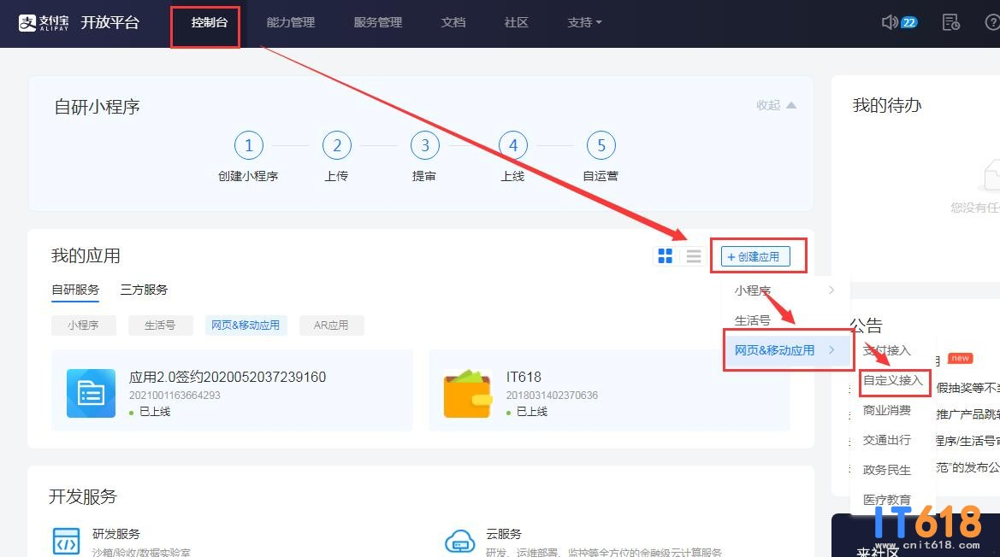 支付宝 ALIPAY 开放平台 控制台 能力管理 服务管理 文档 社区 支持 22
自研小程序 收起
我的待办
1 2 3 4 5
创建小程序 上传 提审 上线 自运营
您没有任
我的应用 +创建应用
自研服务 三方服务
小程序 生活号 网页&移动应用 AR应用
小程序
生活号
网页&移动应用
公告
支付接入
new
自定义接入
商业消费
交通出行
政务民生
医疗教育
假抽奖等不
推广产品跳
程序/生活号
范"的发布公
应用2.0签约2020052037239160
2021001163664293
已上线
IT618
2018031402370636
已上线
开发服务
研发服务
沙箱/验收/数据实验室
云服务
研发、运维部署、监控等全方位的金融级云计算服务
来社区
IT618
www.cnit618.com